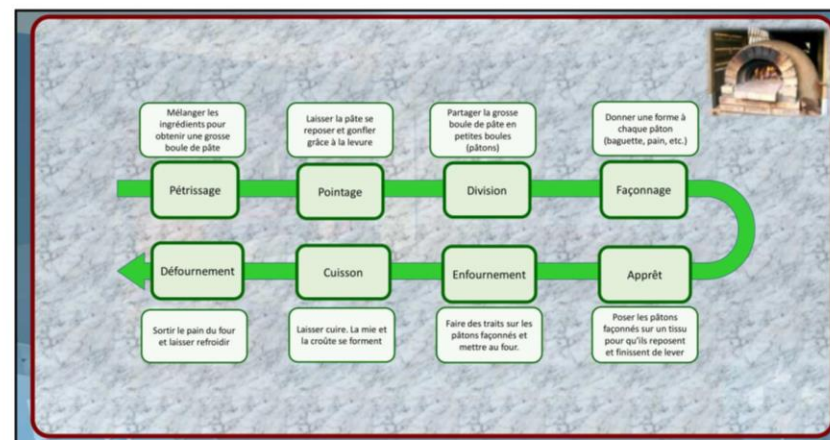 Mélanger les
ingrédients pour
obtenir une grosse
boule de pâte
Laisser la pâte se
reposer et gonfler
grâce à la levure
Partager la grosse
boule de pâte en
petites boules
(pâtons)
Donner une forme à
chaque pâton
(baguette, pain, etc.)
Pétrissage
Pointage
Division
Façonnage
Apprêt
Enfournement
Cuisson
Défournement
Poser les pâtons
façonnés sur un tissu
pour qu'ils reposent
et finissent de lever
Faire des traits sur les
pâtons façonnés et
mettre au four.
Laisser cuire. La mie et
la croûte se forment
Sortir le pain du four
et laisser refroidir